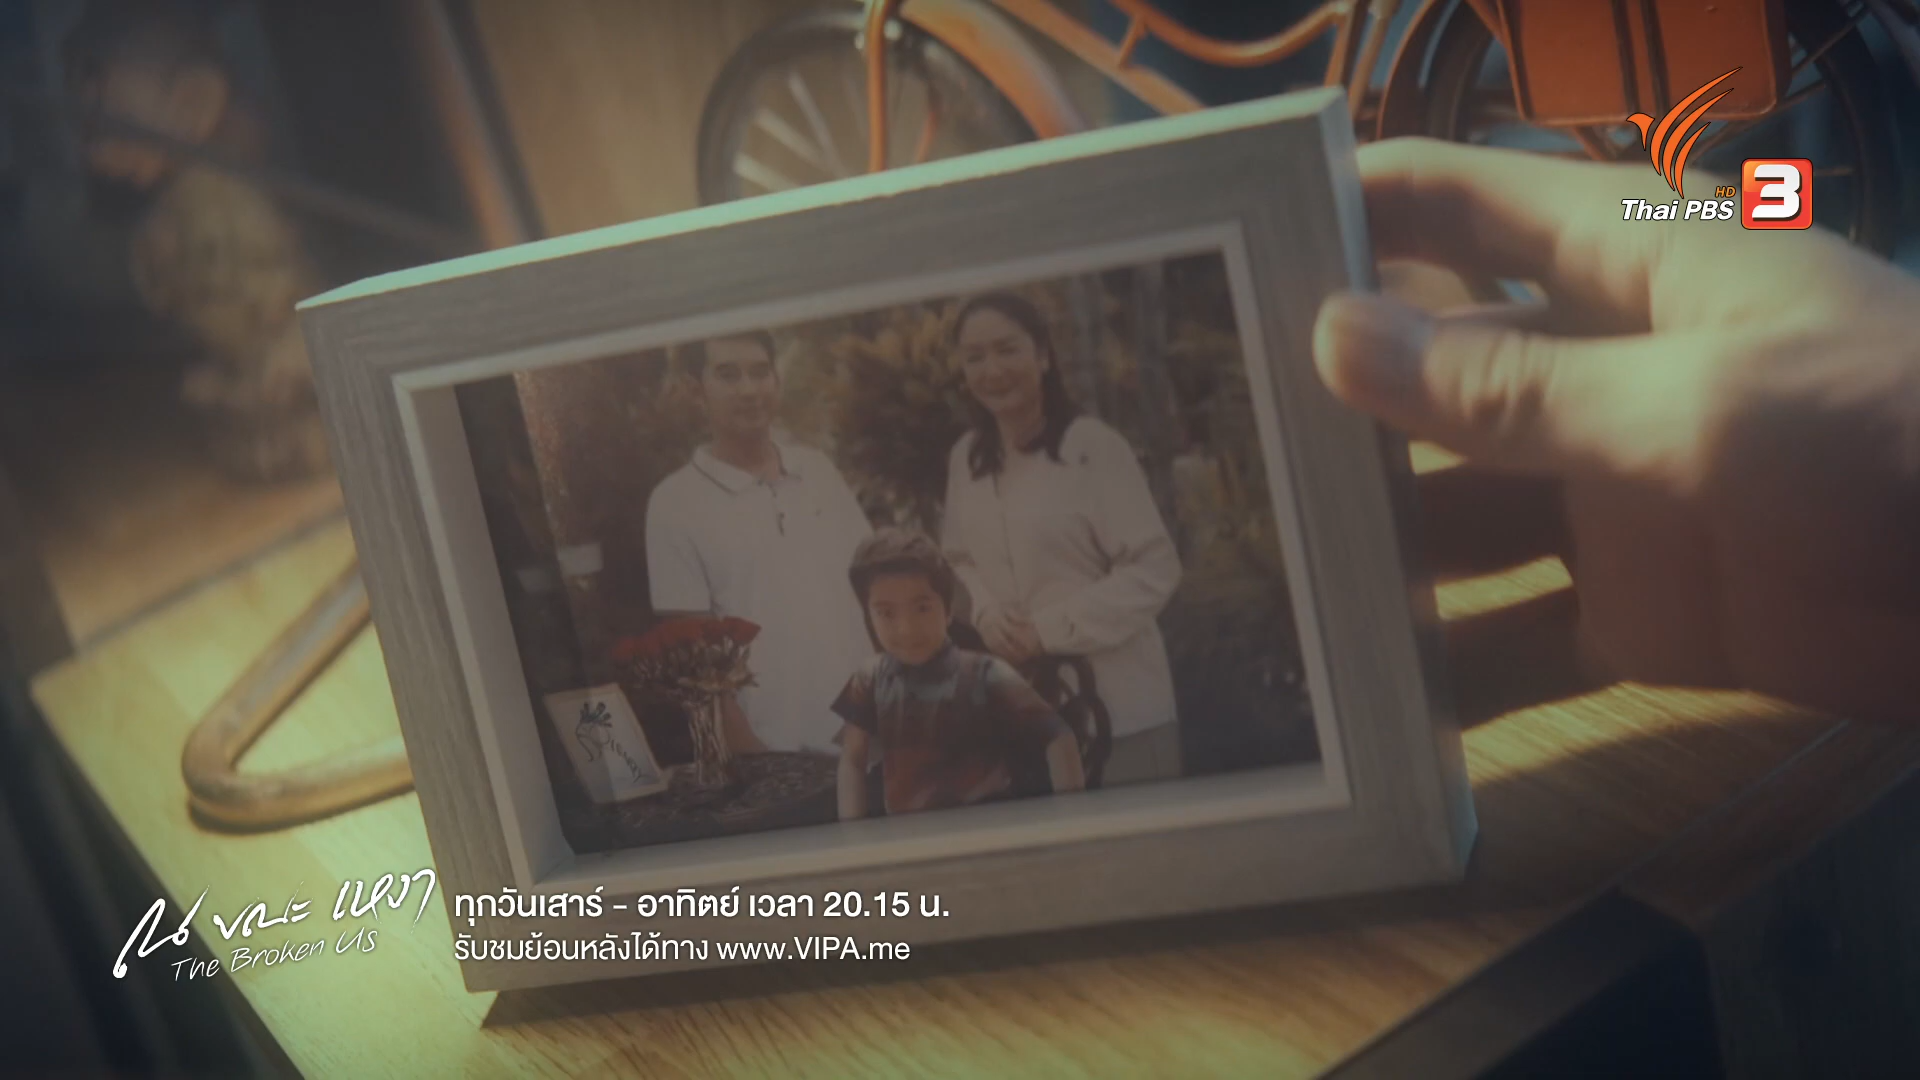 HD
Thai PBS 3
ณ ขณะ เหงา
The Broken Us
ทุกวันเสาร์ - อาทิตย์ เวลา 20.15 น.
รับชมย้อนหลังได้ทาง www.VIPA.me